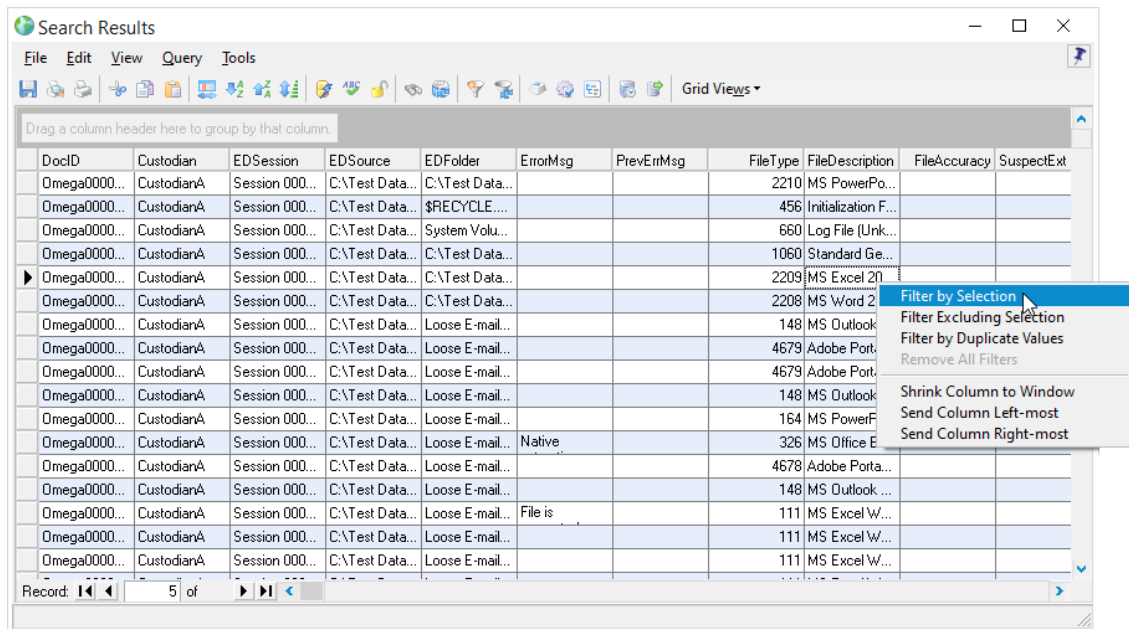 Search Results
File Edit View Query Tools
Grid Views
Drag a column header here to group by that column.
DocID Custodian EDSession EDSource EDFolder ErrorMsg PrevErrMsg FileType FileDescription FileAccuracy SuspectExt
Omega0000... CustodianA Session 000... C:\Test Data... C:\Test Data... 2210 MS PowerPo...
Omega0000... CustodianA Session 000... C:\Test Data... $RECYCLE.... 456 Initialization F...
Omega0000... CustodianA Session 000... C:\Test Data... System Volu... 660 Log File (Unk...
Omega0000... CustodianA Session 000... C:\Test Data... C:\Test Data... 1060 Standard Ge...
Omega0000... CustodianA Session 000... C:\Test Data... C:\Test Data... 2209 MS Excel 20
Omega0000... CustodianA Session 000... C:\Test Data... C:\Test Data... 2208 MS Word 2
Filter by Selection
Omega0000... CustodianA Session 000... C:\Test Data... Loose E-mail... 148 MS Outlook
Filter Excluding Selection
Omega0000... CustodianA Session 000... C:\Test Data... Loose E-mail... 4679 Adobe Port
Filter by Duplicate Values
Omega0000... CustodianA Session 000... C:\Test Data... Loose E-mail... 4679 Adobe Port
Remove All Filters
Omega0000... CustodianA Session 000... C:\Test Data... Loose E-mail... 148 MS Outlook
Shrink Column to Window
Omega0000... CustodianA Session 000... C:\Test Data... Loose E-mail... 164 MS PowerP
Send Column Left-most
Omega0000... CustodianA Session 000... C:\Test Data... Loose E-mail... Native 326 MS Office E
Send Column Right-most
Omega0000... CustodianA Session 000... C:\Test Data... Loose E-mail... 4678 Adobe Porta...
Omega0000... CustodianA Session 000... C:\Test Data... Loose E-mail... 148 MS Outlook ...
Omega0000... CustodianA Session 000... C:\Test Data... Loose E-mail... File is 111 MS Excel W...
Omega0000... CustodianA Session 000... C:\Test Data... Loose E-mail... 111 MS Excel W...
Omega0000... CustodianA Session 000... C:\Test Data... Loose E-mail... 111 MS Excel W...
Record: 5 of